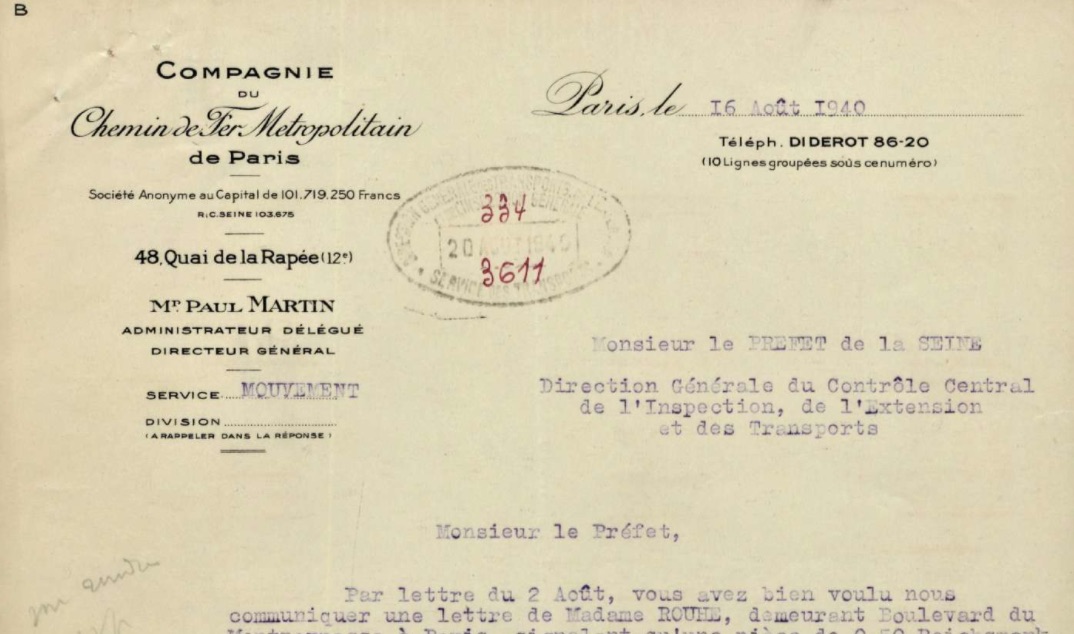 B
COMPAGNIE
DU
Chemin de Fer Metropolitain
de Paris
Société Anonyme au Capital de 101.719.250 Francs
R.C. SEINE 103.675
48, Quai de la Rapée (12e)
Mr PAUL MARTIN
ADMINISTRATEUR DÉLÉGUÉ
DIRECTEUR GÉNÉRAL
SERVICE MOUVEMENT
DIVISION
(A RAPPELER DANS LA RÉPONSE)
Paris, le 16 Août 1940
Téléph. DIDEROT 86-20
(10 Lignes groupées sous ce numéro)
334
20 AOUT 1940
3611
Monsieur le PREFET de la SEINE
Direction Générale du Contrôle Central
de l'Inspection, de l'Extension
et des Transports
Monsieur le Préfet,
Par lettre du 2 Août, vous avez bien voulu nous
communiquer une lettre de Madame ROUHE, demeurant Boulevard du